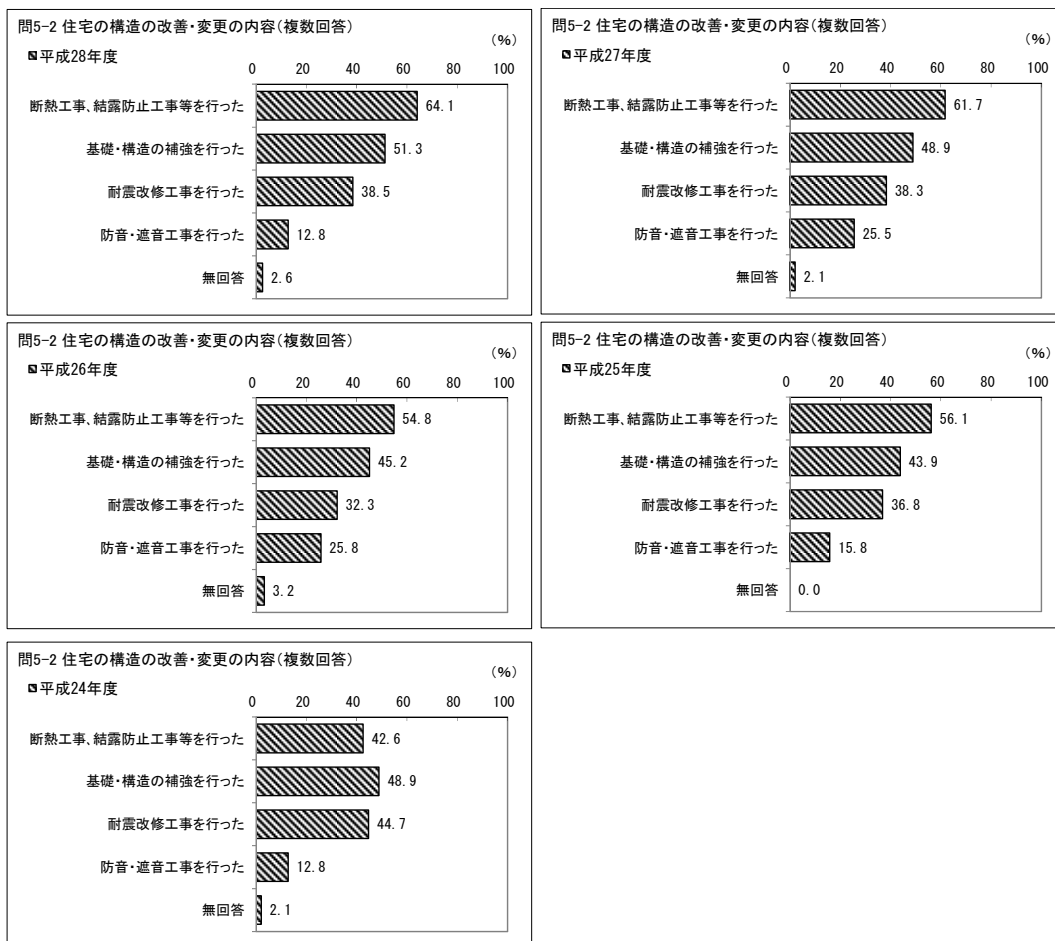 問5-2 住宅の構造の改善・変更の内容(複数回答)
(%)
平成28年度
0 20 40 60 80 100
断熱工事、結露防止工事等を行った 64.1
基礎・構造の補強を行った 51.3
耐震改修工事を行った 38.5
防音・遮音工事を行った 12.8
無回答 2.6
問5-2 住宅の構造の改善・変更の内容(複数回答)
(%)
平成27年度
0 20 40 60 80 100
断熱工事、結露防止工事等を行った 61.7
基礎・構造の補強を行った 48.9
耐震改修工事を行った 38.3
防音・遮音工事を行った 25.5
無回答 2.1
問5-2 住宅の構造の改善・変更の内容(複数回答)
(%)
平成26年度
0 20 40 60 80 100
断熱工事、結露防止工事等を行った 54.8
基礎・構造の補強を行った 45.2
耐震改修工事を行った 32.3
防音・遮音工事を行った 25.8
無回答 3.2
問5-2 住宅の構造の改善・変更の内容(複数回答)
(%)
平成25年度
0 20 40 60 80 100
断熱工事、結露防止工事等を行った 56.1
基礎・構造の補強を行った 43.9
耐震改修工事を行った 36.8
防音・遮音工事を行った 15.8
無回答 0.0
問5-2 住宅の構造の改善・変更の内容(複数回答)
(%)
平成24年度
0 20 40 60 80 100
断熱工事、結露防止工事等を行った 42.6
基礎・構造の補強を行った 48.9
耐震改修工事を行った 44.7
防音・遮音工事を行った 12.8
無回答 2.1